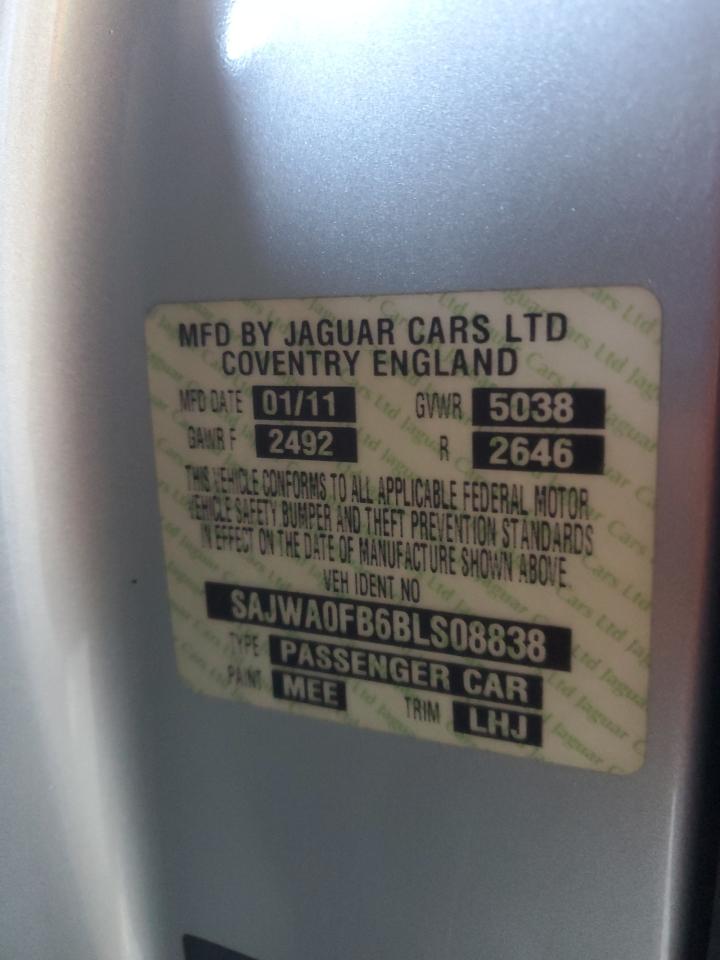 MFD BY JAGUAR CARS LTD
COVENTRY ENGLAND
MFD DATE 01/11 GVWR 5038
GAWR F 2492 R 2646
THIS VEHICLE CONFORMS TO ALL APPLICABLE FEDERAL MOTOR
VEHICLE SAFETY BUMPER AND THEFT PREVENTION STANDARDS
IN EFFECT ON THE DATE OF MANUFACTURE SHOWN ABOVE.
VEH IDENT NO
SAJWA0FB6BLS08838
TYPE PASSENGER CAR
PAINT MEE TRIM LHJ